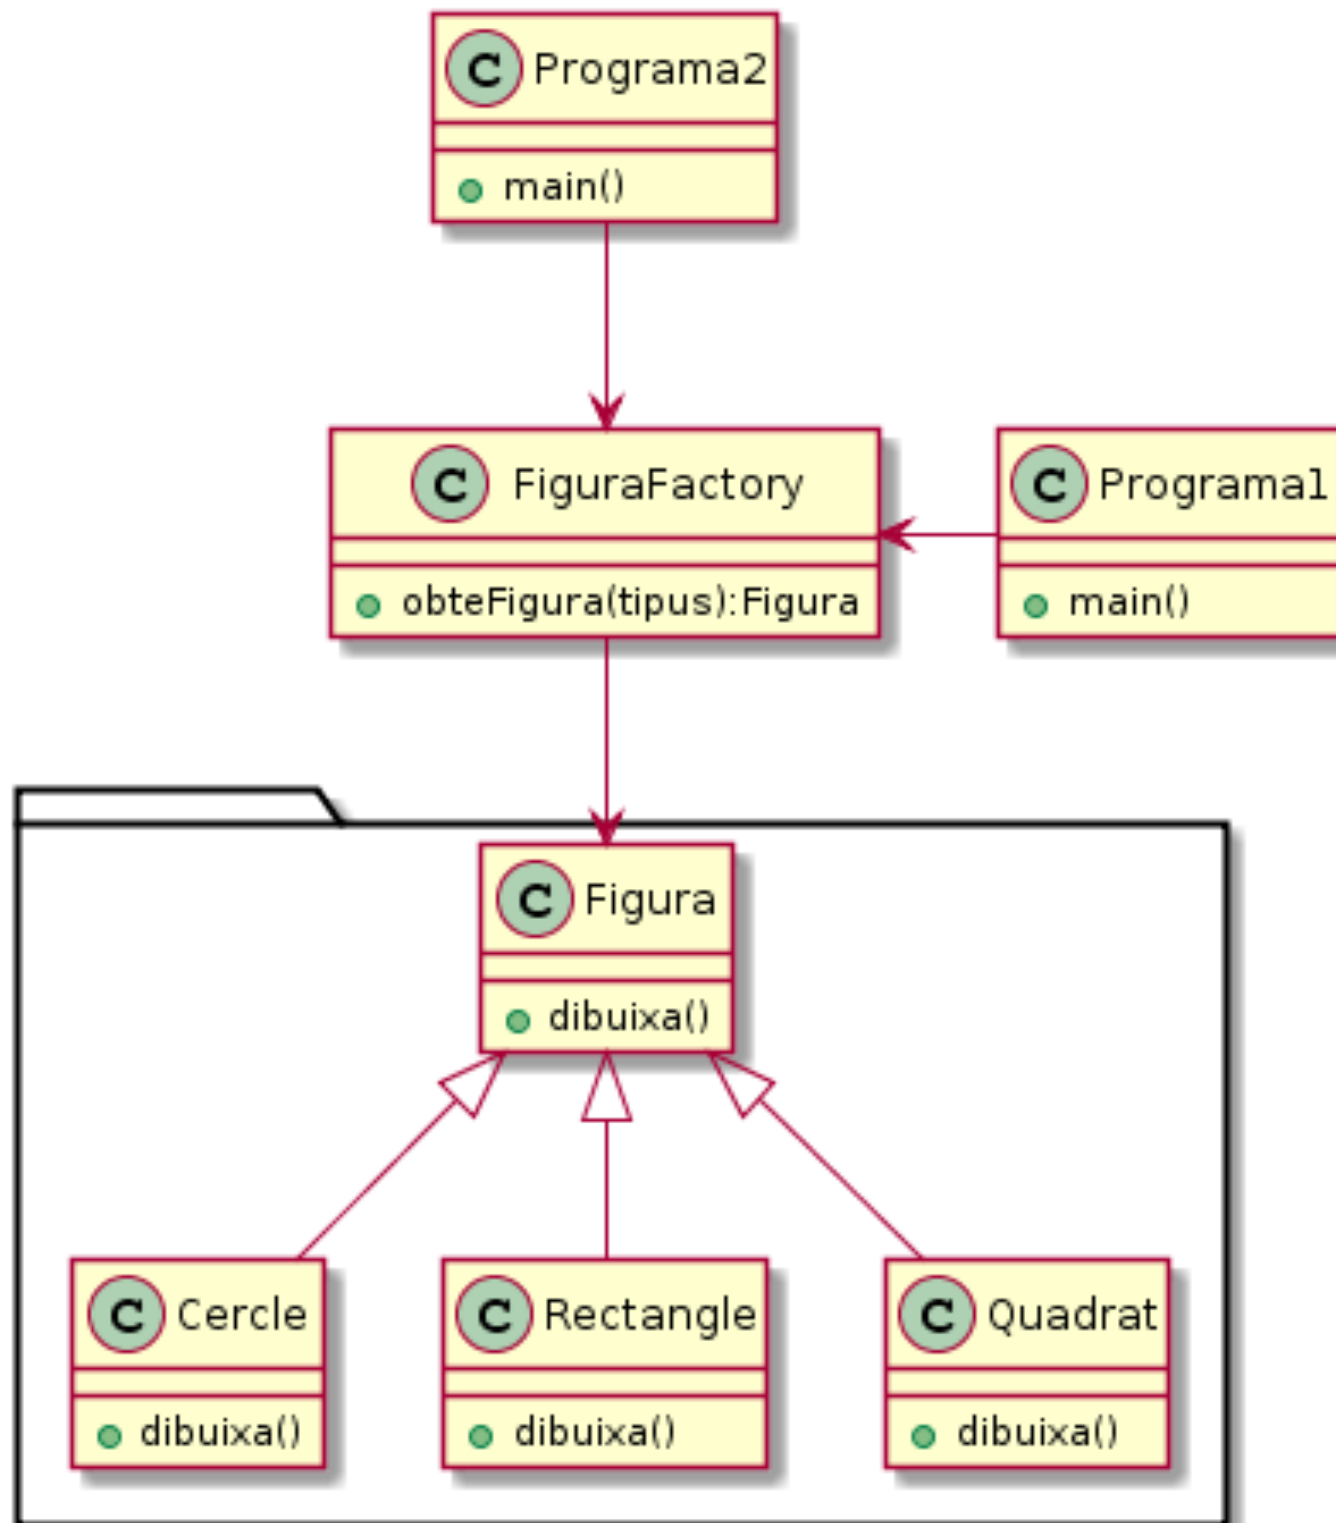 C Programa2
main()
C FiguraFactory
obteFigura(tipus):Figura
C Programa1
main()
C Figura
dibuixa()
C Cercle
dibuixa()
C Rectangle
dibuixa()
C Quadrat
dibuixa()